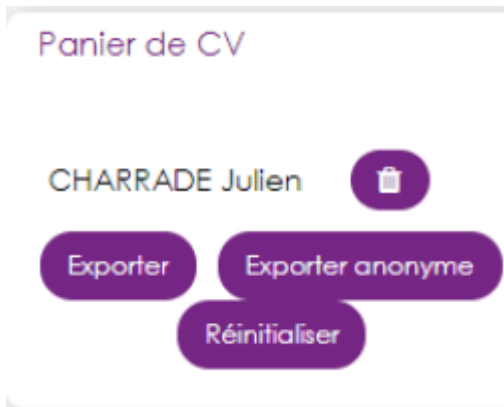 Panier de CV
CHARRADE Julien
Exporter Exporter anonyme
Réinitialiser